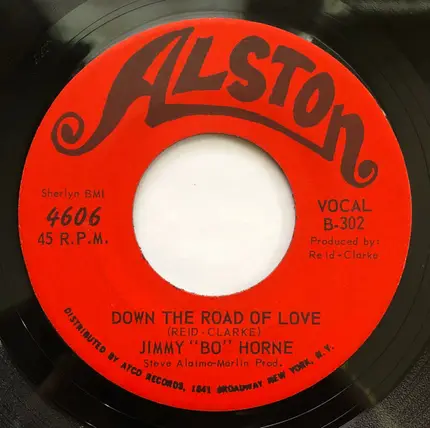 ALSTON
Sherlyn BMI
4606
45 R.P.M.
VOCAL
B-302
Produced by:
Reid-Clarke
DOWN THE ROAD OF LOVE
(REID-CLARKE)
JIMMY "BO" HORNE
Steve Alaimo-Marlin Prod.
DISTRIBUTED BY ATCO RECORDS, 1841 BROADWAY NEW YORK, N.Y.